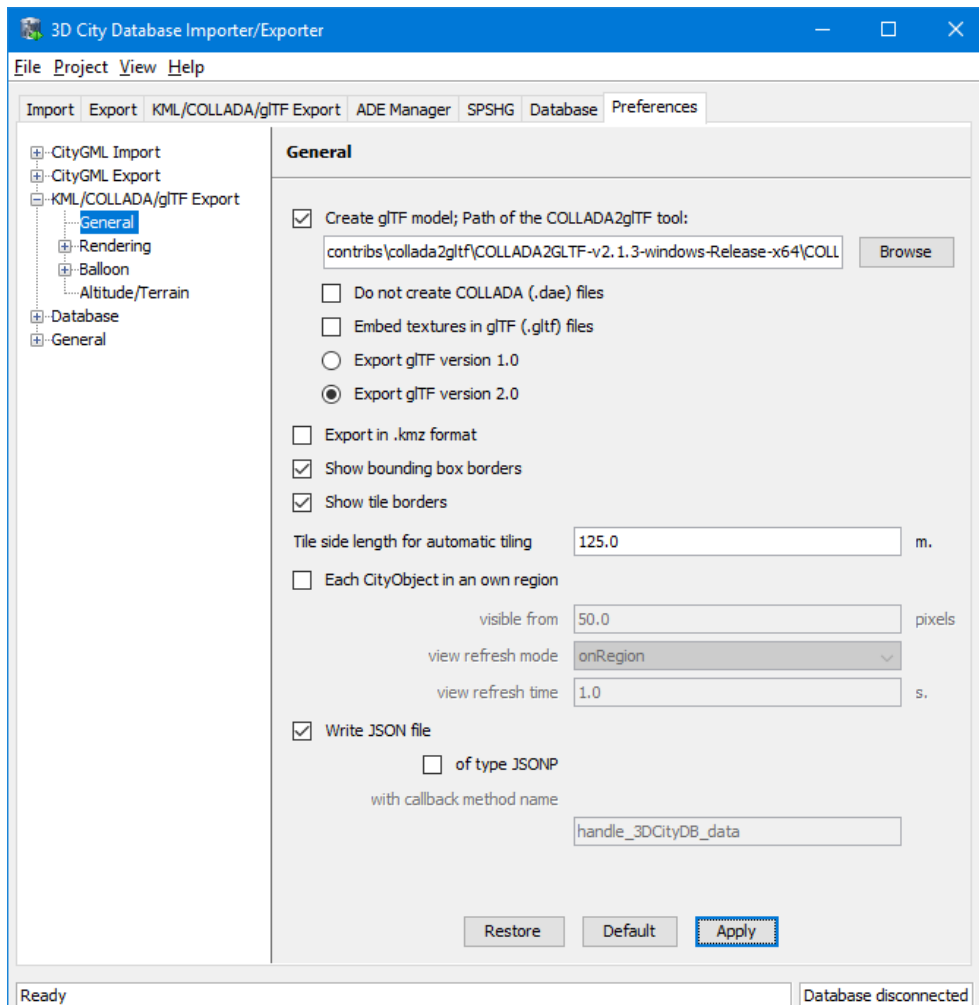 3D City Database Importer/Exporter
File Project View Help
Import Export KML/COLLADA/glTF Export ADE Manager SPSHG Database Preferences
CityGML Import
CityGML Export
KML/COLLADA/glTF Export
General
Rendering
Balloon
Altitude/Terrain
Database
General
General
Create glTF model; Path of the COLLADA2glTF tool:
contribs\collada2gltf\COLLADA2GLTF-v2.1.3-windows-Release-x64\COLL
Browse
Do not create COLLADA (.dae) files
Embed textures in glTF (.gltf) files
Export glTF version 1.0
Export glTF version 2.0
Export in .kmz format
Show bounding box borders
Show tile borders
Tile side length for automatic tiling 125.0 m.
Each CityObject in an own region
visible from 50.0 pixels
view refresh mode onRegion
view refresh time 1.0 s.
Write JSON file
of type JSONP
with callback method name
handle_3DCityDB_data
Restore Default Apply
Ready Database disconnected